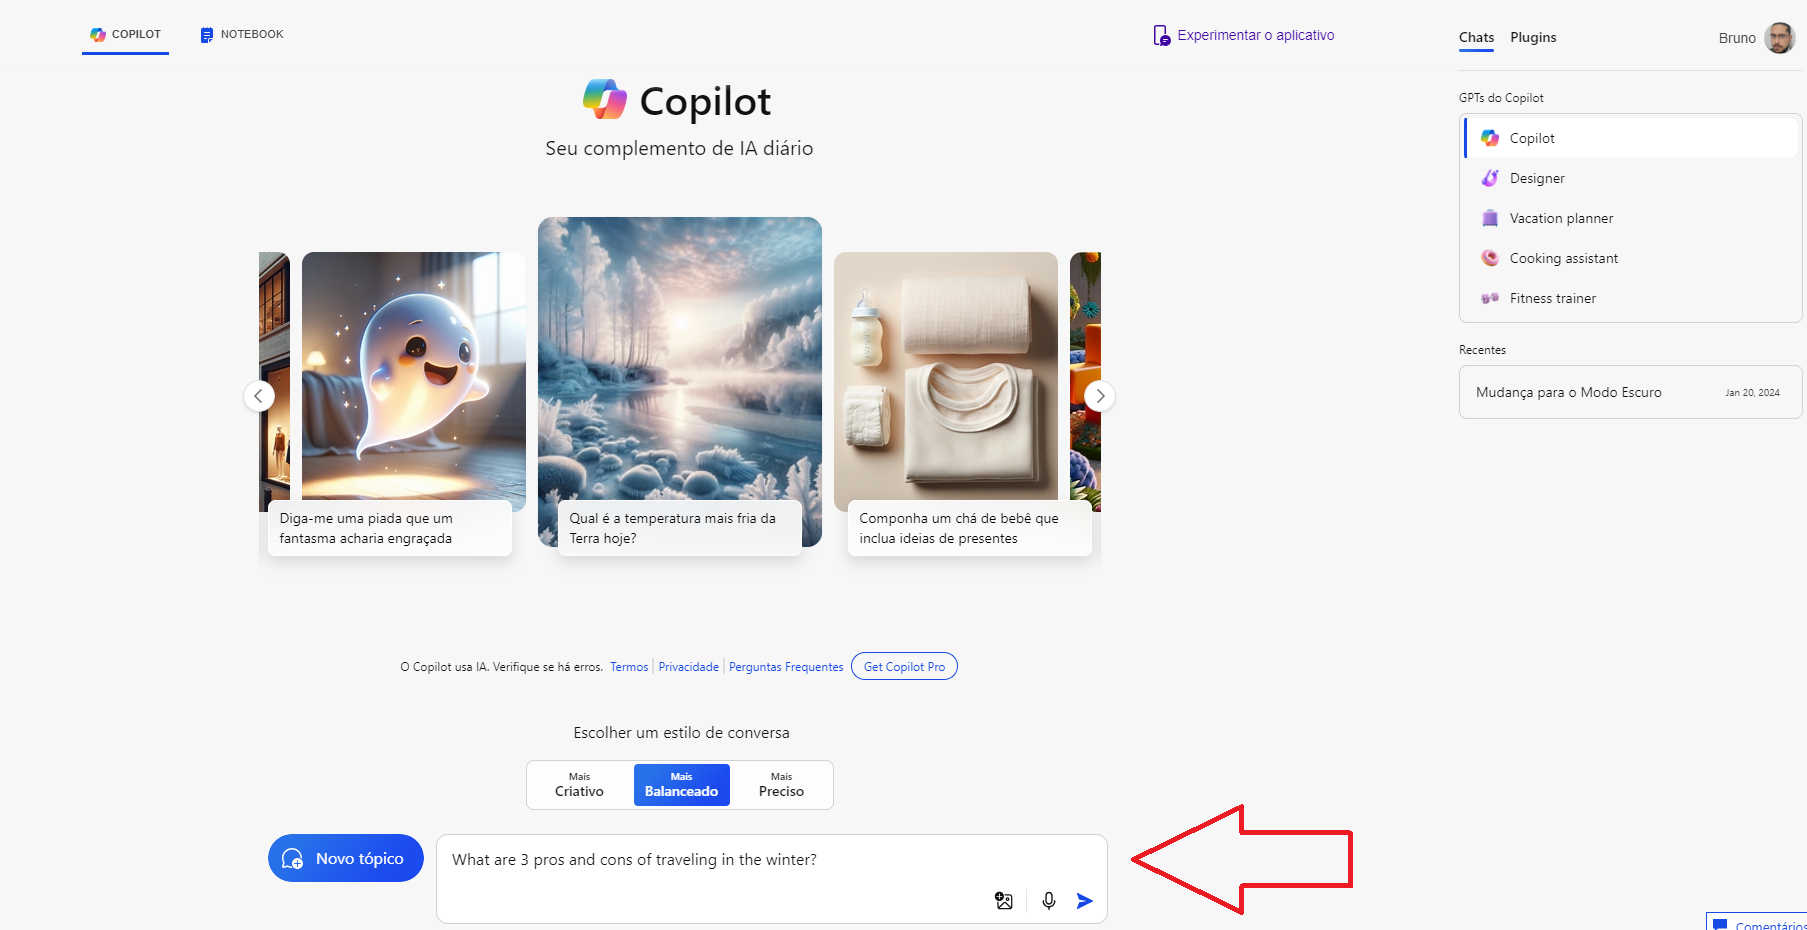 COPILOT
NOTEBOOK
Experimentar o aplicativo
Chats
Plugins
Bruno
Copilot
Seu complemento de IA diário
GPTs do Copilot
Copilot
Designer
Vacation planner
Cooking assistant
Fitness trainer
Recentes
Mudança para o Modo Escuro
Jan 20, 2024
Diga-me uma piada que um
fantasma acharia engraçada
Qual é a temperatura mais fria da
Terra hoje?
Componha um chá de bebê que
inclua ideias de presentes
O Copilot usa IA. Verifique se há erros. Termos Privacidade Perguntas Frequentes Get Copilot Pro
Escolher um estilo de conversa
Mais
Criativo
Mais
Balanceado
Mais
Preciso
Novo tópico
What are 3 pros and cons of traveling in the winter?
Comentários